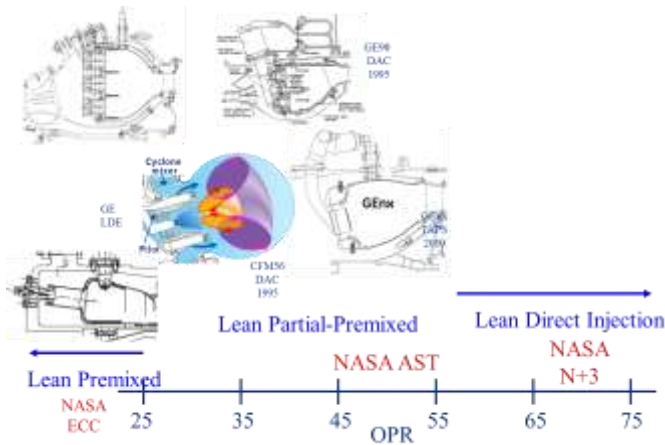 GE90
DAC
1995
Cyclone
mixer
GE
LDE
Pilot
GEnx
GEnx
TAPS
CFM56
DAC
1995
Lean Partial-Premixed
Lean Direct Injection
Lean Premixed
NASA AST
NASA
N+3
NASA
ECC
25 35 45 55 65 75
OPR